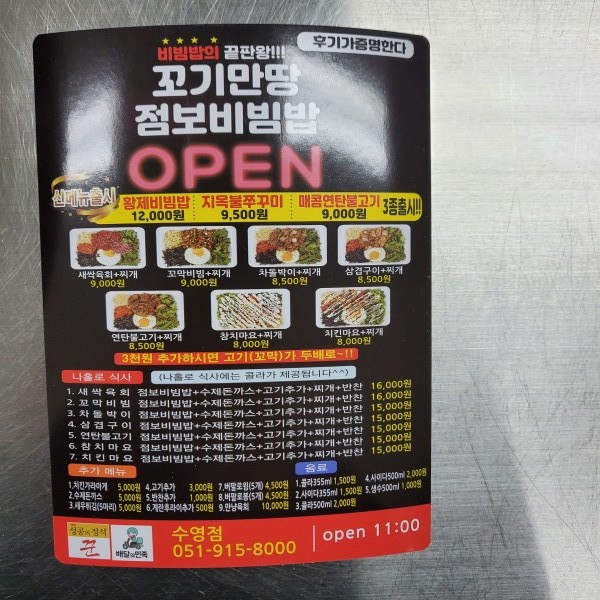 후기가증명한다
비빔밥의 끝판왕!!!
꼬기만땅
점보비빔밥
OPEN
신메뉴출시
황제비빔밥 지옥불쭈꾸미 매콤연탄불고기 3종출시!!
12,000원 9,500원 9,000원
새싹육회+찌개 꼬막비빔+찌개 차돌박이+찌개 삼겹구이+찌개
9,000원 9,000원 8,500원 8,500원
연탄불고기+찌개 참치마요+찌개 치킨마요+찌개
8,500원 8,000원 8,000원
3천원 추가하시면 고기(꼬막)가 두배로~!!
나홀로 식사 (나홀로 식사에는 콜라가 제공됩니다^^)
1. 새싹육회 점보비빔밥+수제돈까스+고기추가+찌개+반찬 16,000원
2. 꼬막비빔 점보비빔밥+수제돈까스+고기추가+찌개+반찬 16,000원
3. 차돌박이 점보비빔밥+수제돈까스+고기추가+찌개+반찬 15,000원
4. 삼겹구이 점보비빔밥+수제돈까스+고기추가+찌개+반찬 15,000원
5. 연탄불고기 점보비빔밥+수제돈까스+고기추가+찌개+반찬 15,000원
6. 참치마요 점보비빔밥+수제돈까스+고기추가+찌개+반찬 15,000원
7. 치킨마요 점보비빔밥+수제돈까스+고기추가+찌개+반찬 15,000원
추가 메뉴 음료
1.치킨가라아게 5,000원 4.고기추가 3,000원 7.벼팔로윙(5개) 4,500원 1.콜라355ml 1,500원 4.사이다500ml 2,000원
2.수제돈까스 5,000원 5.반찬추가 1,000원 8.벼팔로봉(5개) 4,500원 2.사이다355ml 1,500원 5.생수500ml 1,000원
3.새우튀김(5마리) 5,000원 6.계란후라이추가 500원 9.만냥육회 10,000원 3.콜라500ml 2,000원
성공의정석
꾼
배달의민족
수영점
051-915-8000
open 11:00